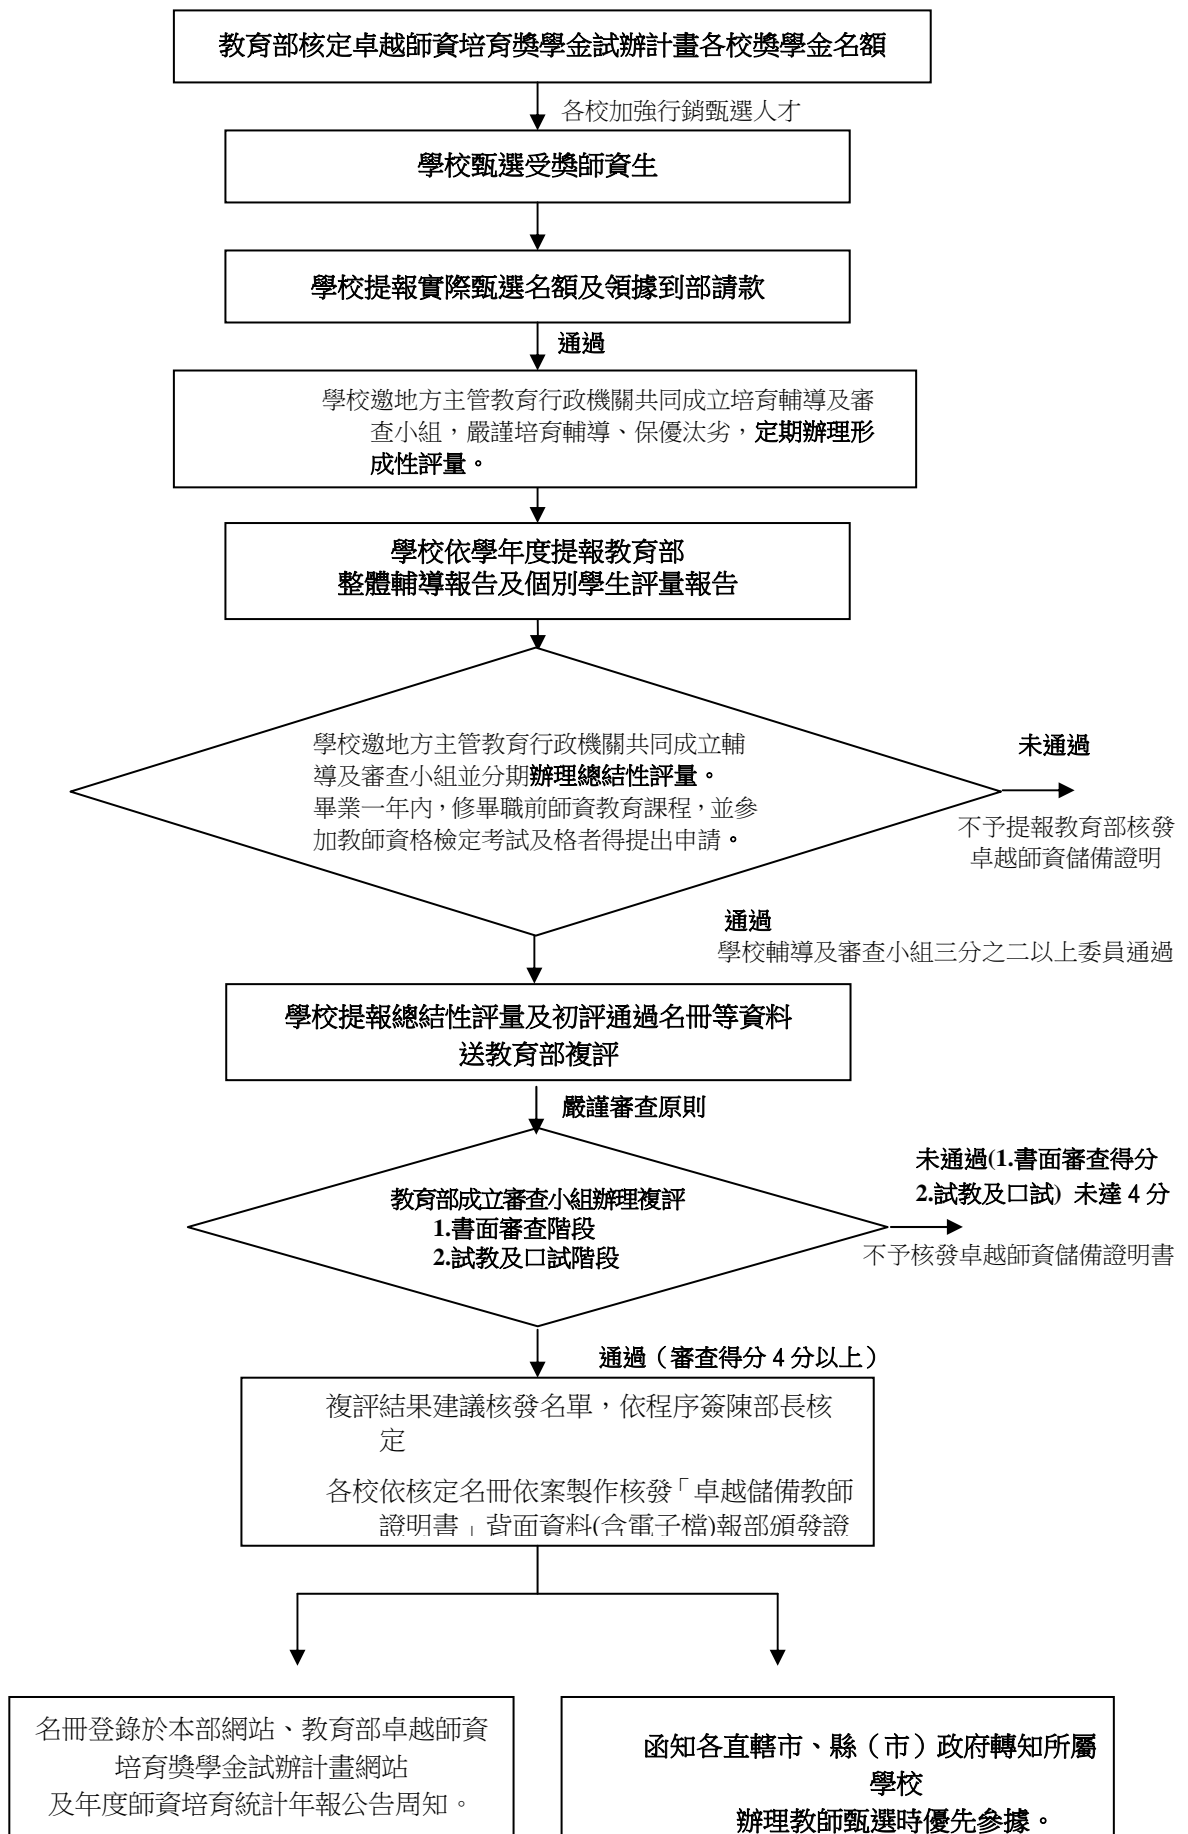 教育部核定卓越師資培育獎學金試辦計畫各校獎學金名額
各校加強行銷甄選人才
學校甄選受獎師資生
學校提報實際甄選名額及領據到部請款
通過
學校邀地方主管教育行政機關共同成立培育輔導及審
查小組，嚴謹培育輔導、保優汰劣，定期辦理形
成性評量。
學校依學年度提報教育部
整體輔導報告及個別學生評量報告
學校邀地方主管教育行政機關共同成立輔
導及審查小組並分期辦理總結性評量。
畢業一年內，修畢職前師資教育課程，並參
加教師資格檢定考試及格者得提出申請。
未通過
不予提報教育部核發
卓越師資儲備證明
通過
學校輔導及審查小組三分之二以上委員通過
學校提報總結性評量及初評通過名冊等資料
送教育部複評
嚴謹審查原則
教育部成立審查小組辦理複評
1.書面審查階段
2.試教及口試階段
未通過(1.書面審查得分
2.試教及口試) 未達 4 分
不予核發卓越師資儲備證明書
通過（審查得分 4 分以上）
複評結果建議核發名單，依程序簽陳部長核
定
各校依核定名冊依案製作核發「卓越儲備教師
證明書」背面資料(含電子檔)報部頒發證
名冊登錄於本部網站、教育部卓越師資
培育獎學金試辦計畫網站
及年度師資培育統計年報公告周知。
函知各直轄市、縣（市）政府轉知所屬
學校
辦理教師甄選時優先參據。